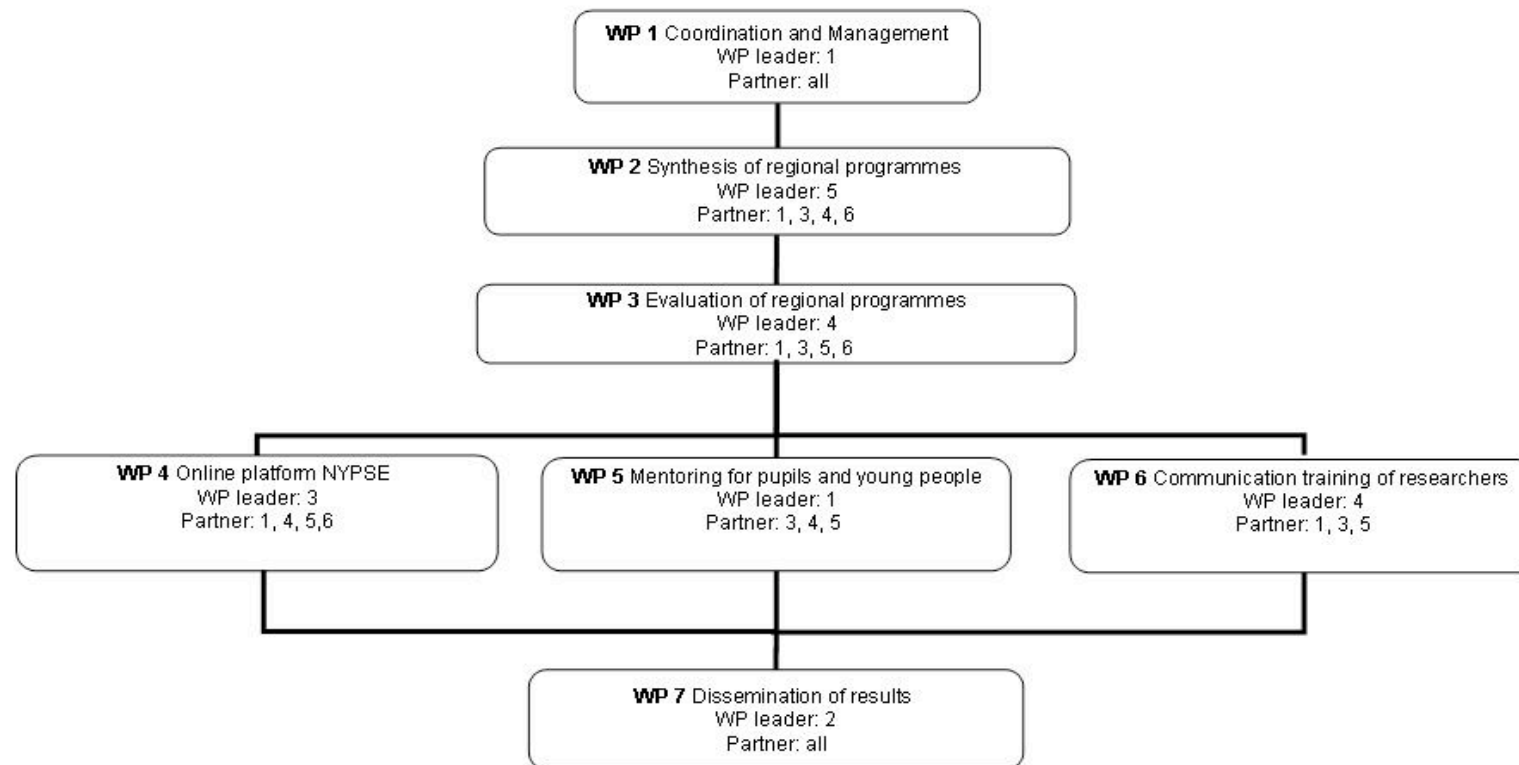 WP 1 Coordination and Management
WP leader: 1
Partner: all
WP 2 Synthesis of regional programmes
WP leader: 5
Partner: 1, 3, 4, 6
WP 3 Evaluation of regional programmes
WP leader: 4
Partner: 1, 3, 5, 6
WP 4 Online platform NYPSE
WP leader: 3
Partner: 1, 4, 5,6
WP 5 Mentoring for pupils and young people
WP leader: 1
Partner: 3, 4, 5
WP 6 Communication training of researchers
WP leader: 4
Partner: 1, 3, 5
WP 7 Dissemination of results
WP leader: 2
Partner: all